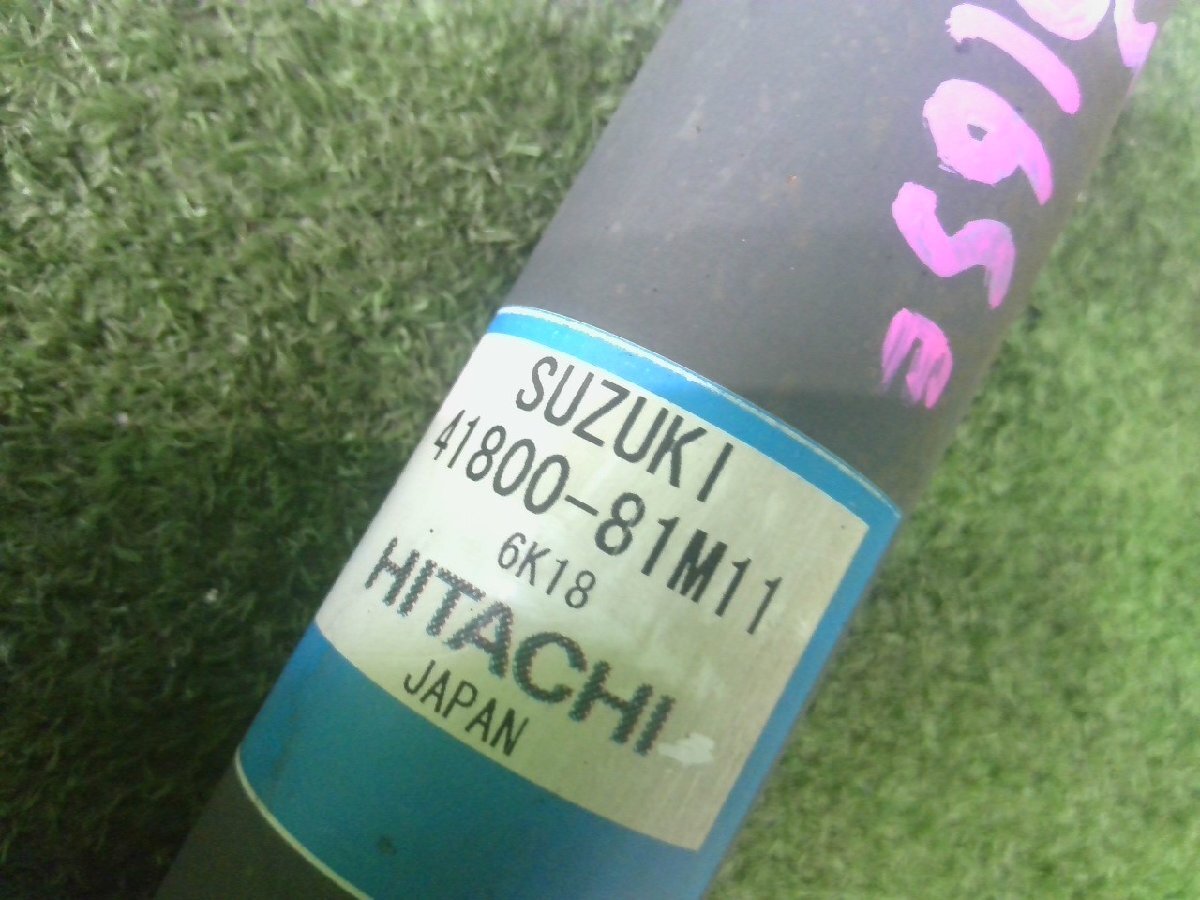 SUZUKI
41800-81M11
6K18
HITACHI
JAPAN